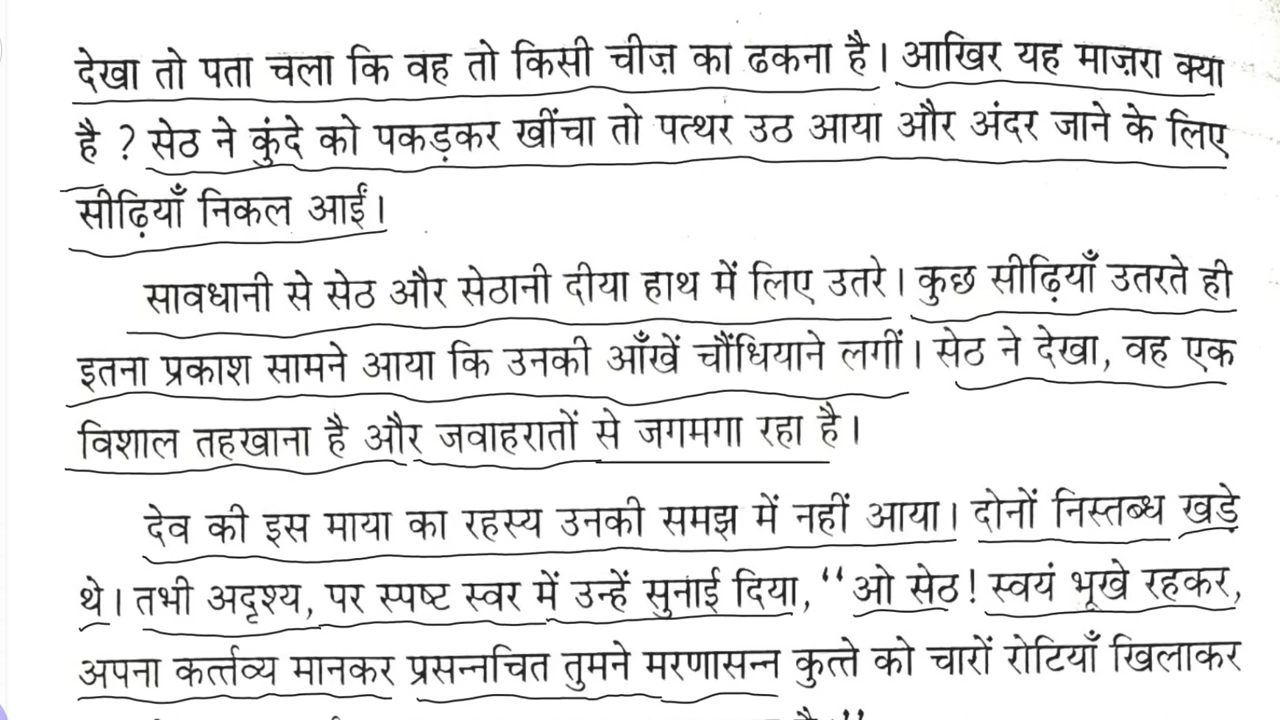 देखा तो पता चला कि वह तो किसी चीज़ का ढकना है। आखिर यह माज़रा क्या
है ? सेठ ने कुंदे को पकड़कर खींचा तो पत्थर उठ आया और अंदर जाने के लिए
सीढ़ियाँ निकल आईं।
सावधानी से सेठ और सेठानी दीया हाथ में लिए उतरे। कुछ सीढ़ियाँ उतरते ही
इतना प्रकाश सामने आया कि उनकी आँखें चौंधियाने लगीं। सेठ ने देखा, वह एक
विशाल तहखाना है और जवाहरातों से जगमगा रहा है।
देव की इस माया का रहस्य उनकी समझ में नहीं आया। दोनों निस्तब्ध खड़े
थे। तभी अदृश्य, पर स्पष्ट स्वर में उन्हें सुनाई दिया, “ओ सेठ! स्वयं भूखे रहकर,
अपना कर्त्तव्य मानकर प्रसन्नचित तुमने मरणासन्न कुत्ते को चारों रोटियाँ खिलाकर